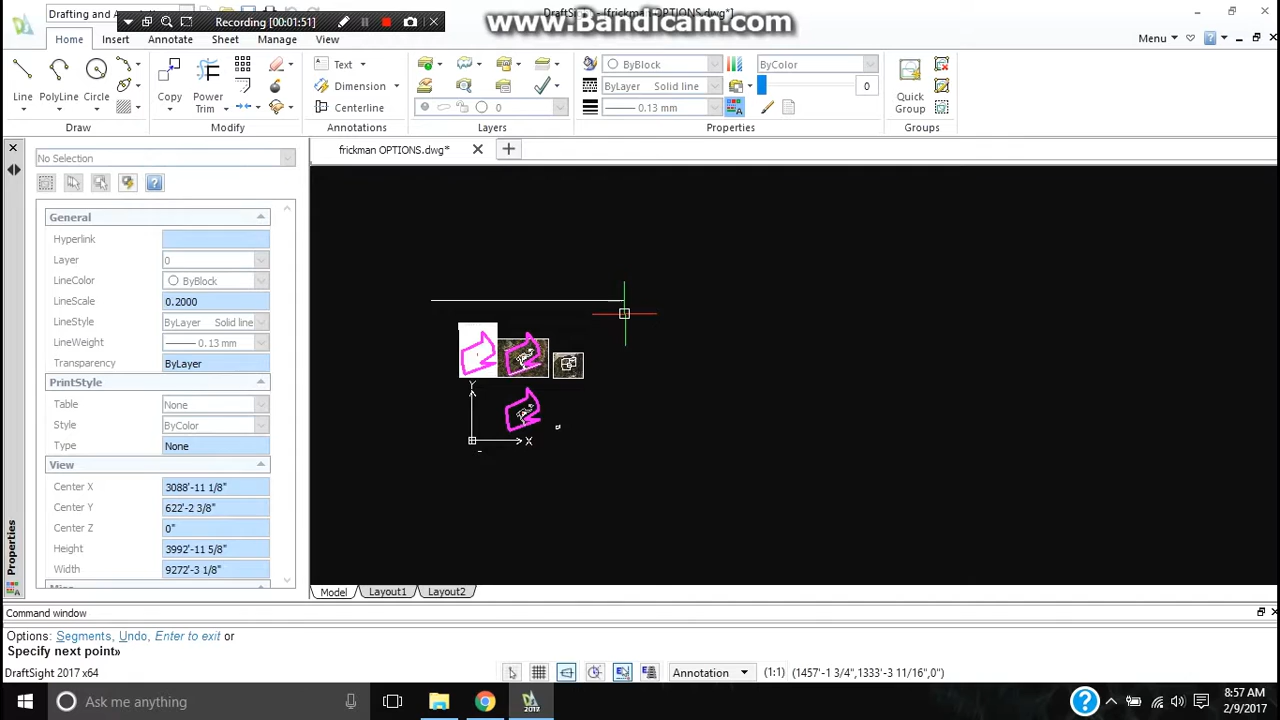 Drafting and Annotation
Recording [00:01:51]
DraftSight - [frickman OPTIONS.dwg*]
www.Bandicam.com
Home Insert Annotate Sheet Manage View
Menu
Line PolyLine Circle
Draw
Copy Power Trim
Modify
Text
Dimension
Centerline
Annotations
0
Layers
ByBlock
ByLayer Solid line
0.13 mm
ByColor
0
Properties
Quick Group
Groups
frickman OPTIONS.dwg*
No Selection
General
Hyperlink
Layer 0
LineColor ByBlock
LineScale 0.2000
LineStyle ByLayer Solid line
LineWeight 0.13 mm
Transparency ByLayer
PrintStyle
Table None
Style ByColor
Type None
View
Center X 3088'-11 1/8"
Center Y 622'-2 3/8"
Center Z 0"
Height 3992'-11 5/8"
Width 9272'-3 1/8"
Properties
Y
X
Model Layout1 Layout2
Command window
Options: Segments, Undo, Enter to exit or
Specify next point»
DraftSight 2017 x64
Annotation
(1:1)
(1457'-1 3/4",1333'-3 11/16",0")
Ask me anything
2017
8:57 AM
2/9/2017